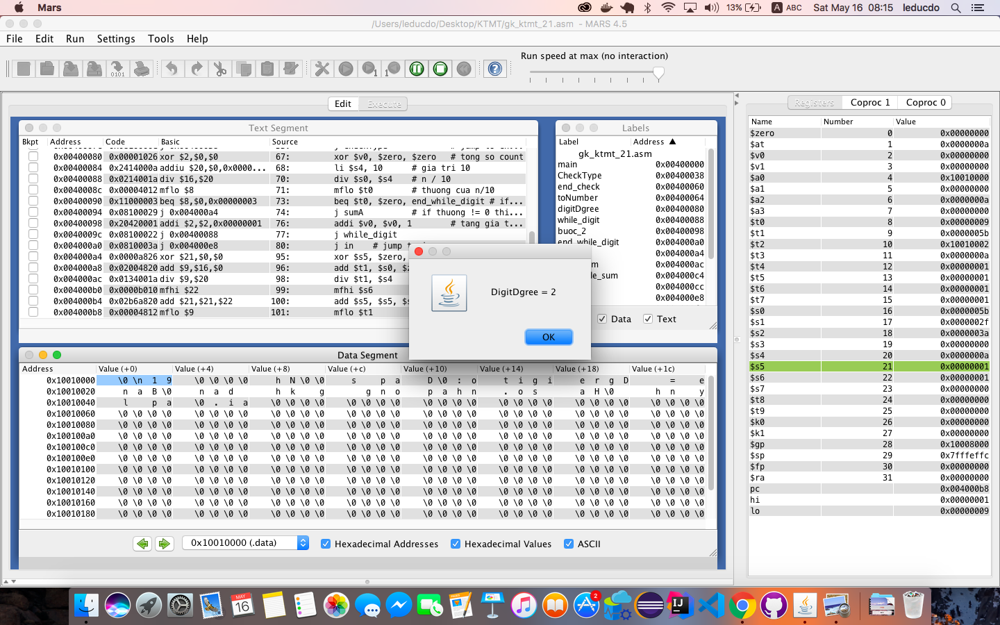 Mars 13% A ABC Sat May 16 08:15 leducdo
/Users/leducdo/Desktop/KTMT/gk_ktmt_21.asm - MARS 4.5
File Edit Run Settings Tools Help
Run speed at max (no interaction)
Edit Execute
Text Segment
Bkpt Address Code Basic Source
0x00400080 0x00001026 xor $2,$0,$0 67: xor $v0, $zero, $zero # tong so count
0x00400084 0x2414000a addiu $20,$0,0x0000... 68: li $s4, 10 # gia tri 10
0x00400088 0x0214001a div $16,$20 70: div $s0, $s4 # n / 10
0x0040008c 0x00004012 mflo $8 71: mflo $t0 # thuong cua n/10
0x00400090 0x11000003 beq $8,$0,0x00000003 73: beq $t0, $zero, end_while_digit # if...
0x00400094 0x08100029 j 0x004000a4 74: j sumA # if thuong != 0 thi...
0x00400098 0x20420001 addi $2,$2,0x00000001 76: addi $v0, $v0, 1 # tang gia t...
0x0040009c 0x08100022 j 0x00400088 77: j while_digit
0x004000a0 0x0810003a j 0x004000e8 80: j in # jump t
0x004000a4 0x0000a826 xor $21,$0,$0 95: xor $s5, $zero,
0x004000a8 0x02004820 add $9,$16,$0 96: add $t1, $s0, $z
0x004000ac 0x0134001a div $9,$20 98: div $t1, $s4
0x004000b0 0x0000b010 mfhi $22 99: mfhi $s6
0x004000b4 0x02b6a820 add $21,$21,$22 100: add $s5, $s5, $s
0x004000b8 0x00004812 mflo $9 101: mflo $t1
Labels
Label Address ▲
gk_ktmt_21.asm
main 0x00400000
CheckType 0x00400038
end_check 0x00400060
toNumber 0x00400064
digitDgree 0x00400080
while_digit 0x00400088
buoc_2 0x00400098
end_while_digit 0x004000a0
0x004000a4
m 0x004000ac
le_sum 0x004000c4
0x004000cc
0x004000e8
Data Text
DigitDgree = 2
OK
Data Segment
Address Value (+0) Value (+4) Value (+8) Value (+c) Value (+10) Value (+14) Value (+18) Value (+1c)
0x10010000 \0 \n 1 9 \0 \0 \0 \0 h N \0 \0 s p a D \0 : o t i g i e r g D = e
0x10010020 n a B \0 n a d h k g g n o p a h n . o s a H \0 h n y
0x10010040 l p a \0 . i a \0 \0 \0 \0 \0 \0 \0 \0 \0 \0 \0 \0 \0 \0 \0 \0 \0 \0 \0 \0 \0 \0 \0 \0
0x10010060 \0 \0 \0 \0 \0 \0 \0 \0 \0 \0 \0 \0 \0 \0 \0 \0 \0 \0 \0 \0 \0 \0 \0 \0 \0 \0 \0 \0 \0 \0 \0 \0
0x10010080 \0 \0 \0 \0 \0 \0 \0 \0 \0 \0 \0 \0 \0 \0 \0 \0 \0 \0 \0 \0 \0 \0 \0 \0 \0 \0 \0 \0 \0 \0 \0 \0
0x100100a0 \0 \0 \0 \0 \0 \0 \0 \0 \0 \0 \0 \0 \0 \0 \0 \0 \0 \0 \0 \0 \0 \0 \0 \0 \0 \0 \0 \0 \0 \0 \0 \0
0x100100c0 \0 \0 \0 \0 \0 \0 \0 \0 \0 \0 \0 \0 \0 \0 \0 \0 \0 \0 \0 \0 \0 \0 \0 \0 \0 \0 \0 \0 \0 \0 \0 \0
0x100100e0 \0 \0 \0 \0 \0 \0 \0 \0 \0 \0 \0 \0 \0 \0 \0 \0 \0 \0 \0 \0 \0 \0 \0 \0 \0 \0 \0 \0 \0 \0 \0 \0
0x10010100 \0 \0 \0 \0 \0 \0 \0 \0 \0 \0 \0 \0 \0 \0 \0 \0 \0 \0 \0 \0 \0 \0 \0 \0 \0 \0 \0 \0 \0 \0 \0 \0
0x10010120 \0 \0 \0 \0 \0 \0 \0 \0 \0 \0 \0 \0 \0 \0 \0 \0 \0 \0 \0 \0 \0 \0 \0 \0 \0 \0 \0 \0 \0 \0 \0 \0
0x10010140 \0 \0 \0 \0 \0 \0 \0 \0 \0 \0 \0 \0 \0 \0 \0 \0 \0 \0 \0 \0 \0 \0 \0 \0 \0 \0 \0 \0 \0 \0 \0 \0
0x10010160 \0 \0 \0 \0 \0 \0 \0 \0 \0 \0 \0 \0 \0 \0 \0 \0 \0 \0 \0 \0 \0 \0 \0 \0 \0 \0 \0 \0 \0 \0 \0 \0
0x10010180 \0 \0 \0 \0 \0 \0 \0 \0 \0 \0 \0 \0 \0 \0 \0 \0 \0 \0 \0 \0 \0 \0 \0 \0 \0 \0 \0 \0 \0 \0 \0 \0
0x10010000 (.data) Hexadecimal Addresses Hexadecimal Values ASCII
Registers Coproc 1 Coproc 0
Name Number Value
$zero 0 0x00000000
$at 1 0x0000000a
$v0 2 0x00000000
$v1 3 0x00000000
$a0 4 0x10010000
$a1 5 0x00000000
$a2 6 0x0000000a
$a3 7 0x00000000
$t0 8 0x00000009
$t1 9 0x0000005b
$t2 10 0x10010002
$t3 11 0x0000000a
$t4 12 0x00000001
$t5 13 0x00000001
$t6 14 0x00000001
$t7 15 0x00000001
$s0 16 0x0000005b
$s1 17 0x0000002f
$s2 18 0x0000003a
$s3 19 0x00000000
$s4 20 0x0000000a
$s5 21 0x00000001
$s6 22 0x00000001
$s7 23 0x00000000
$t8 24 0x00000000
$t9 25 0x00000000
$k0 26 0x00000000
$k1 27 0x00000000
$gp 28 0x10008000
$sp 29 0x7fffeffc
$fp 30 0x00000000
$ra 31 0x00000000
pc 0x004000b8
hi 0x00000001
lo 0x00000009
MAY
16
2
IJ